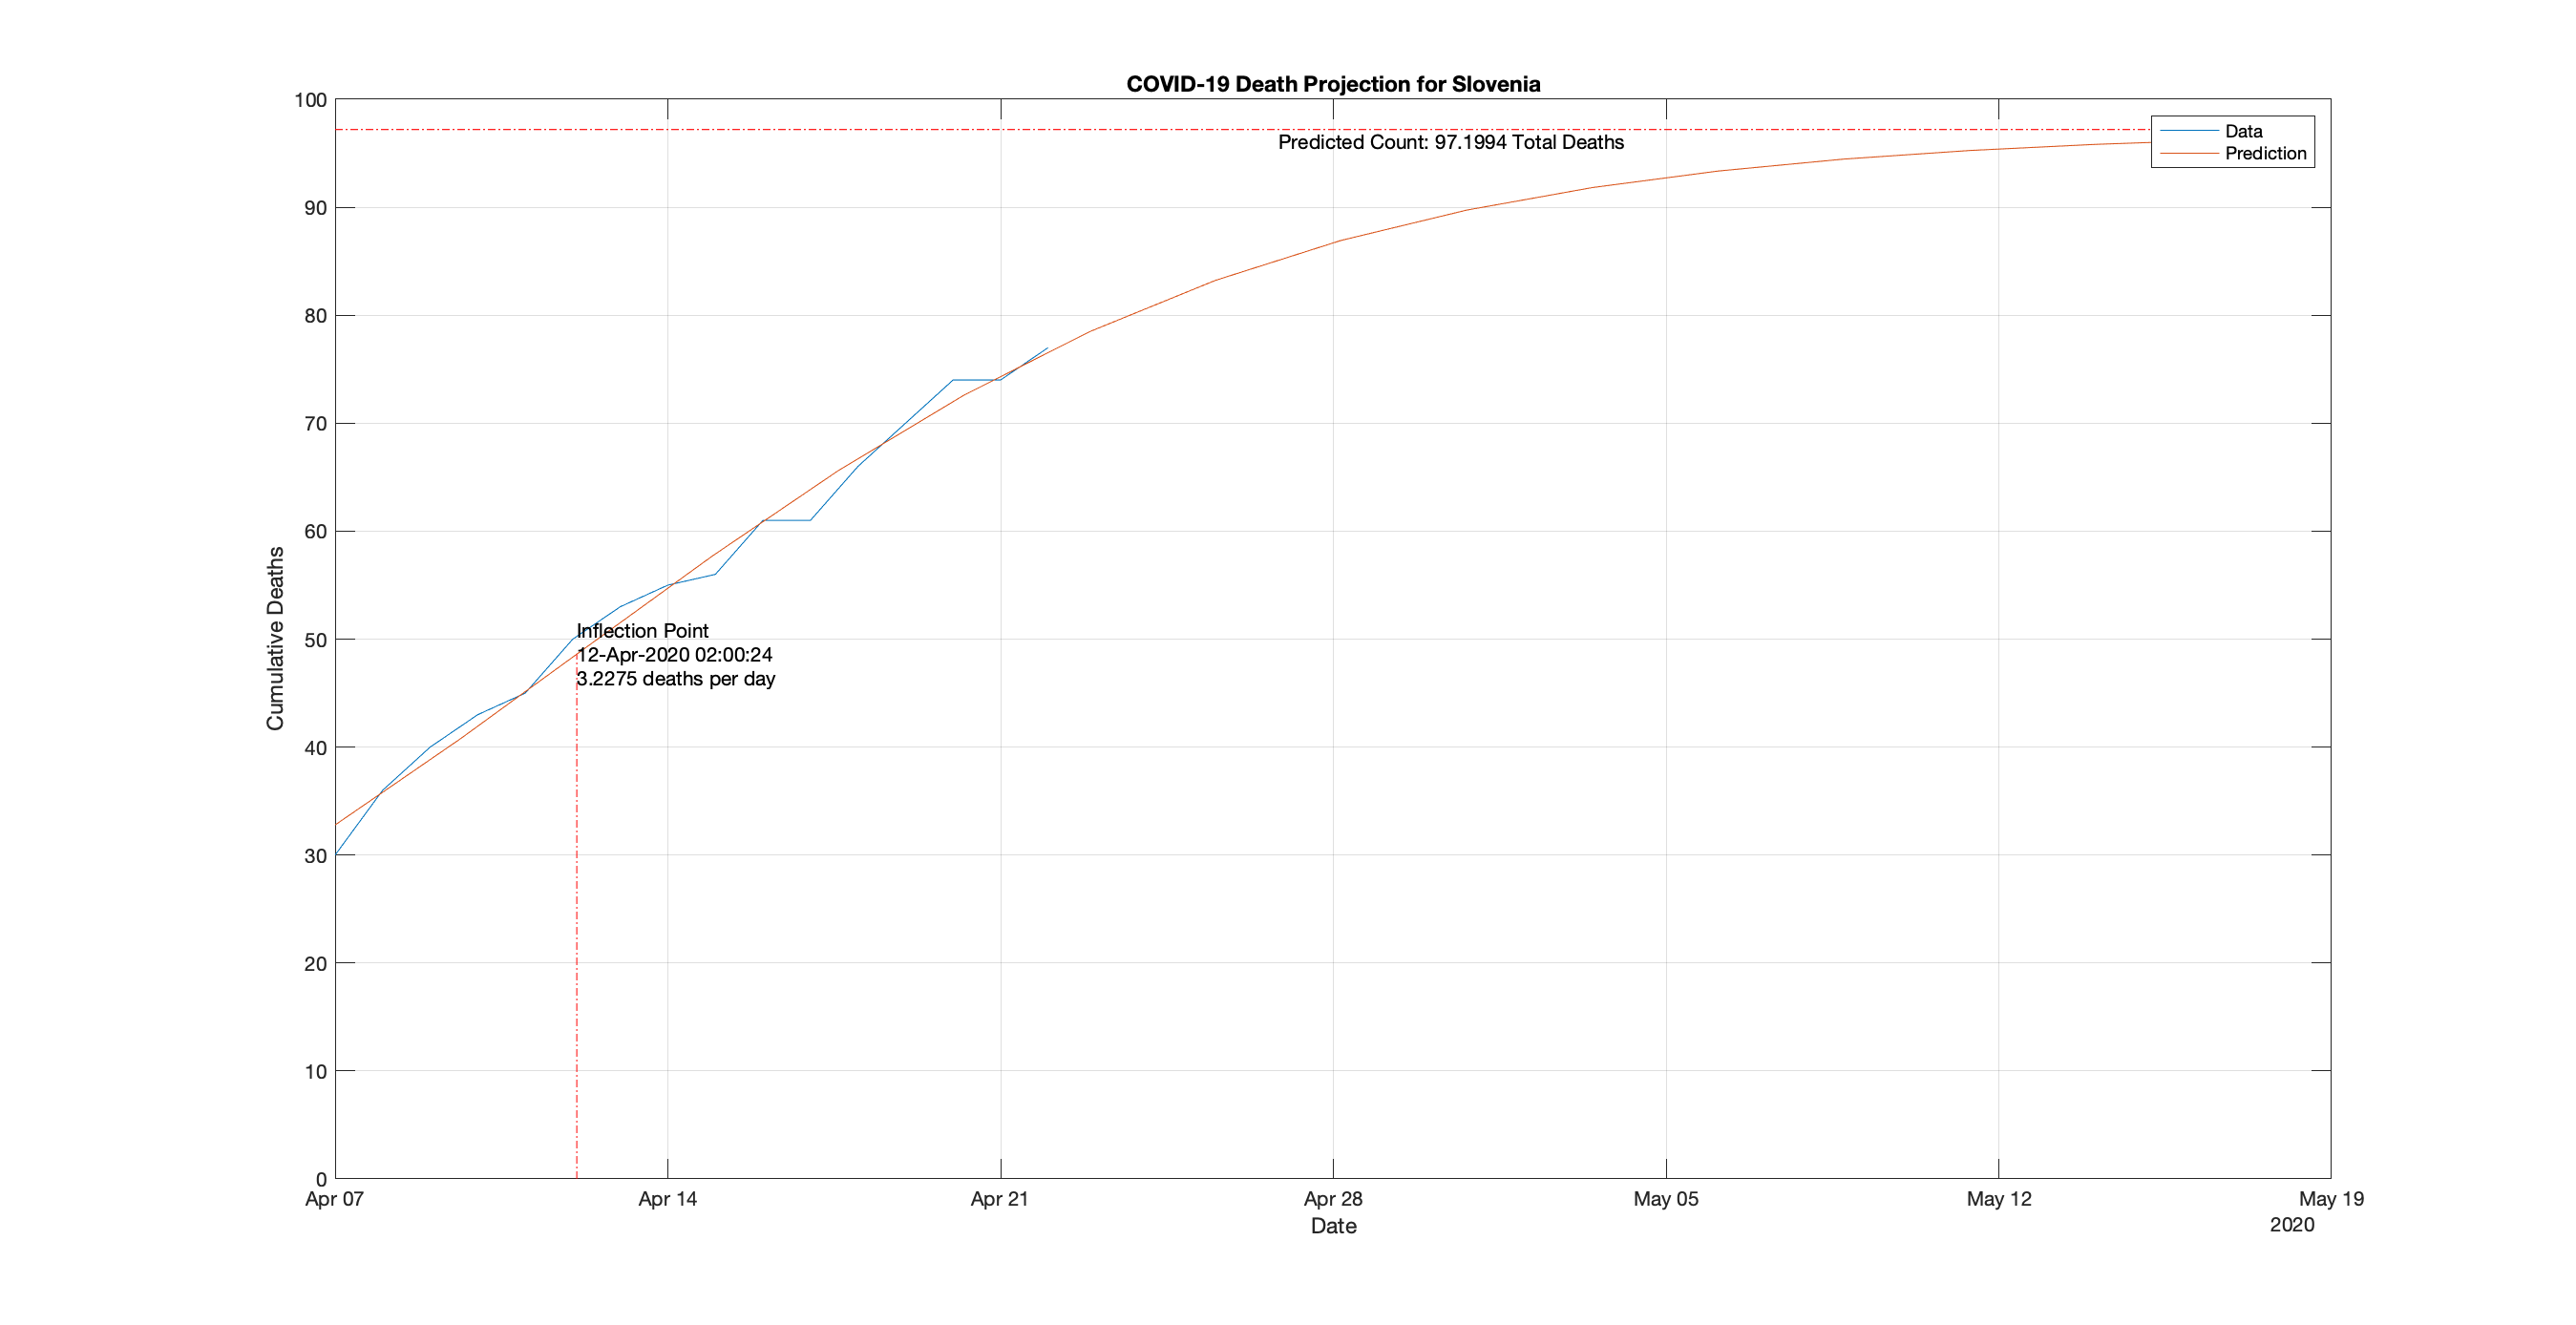 COVID-19 Death Projection for Slovenia
100
90
80
70
60
50
40
30
20
10
0
Cumulative Deaths
Predicted Count: 97.1994 Total Deaths
Data
Prediction
Inflection Point
12-Apr-2020 02:00:24
3.2275 deaths per day
Apr 07
Apr 14
Apr 21
Apr 28
May 05
May 12
May 19
Date
2020